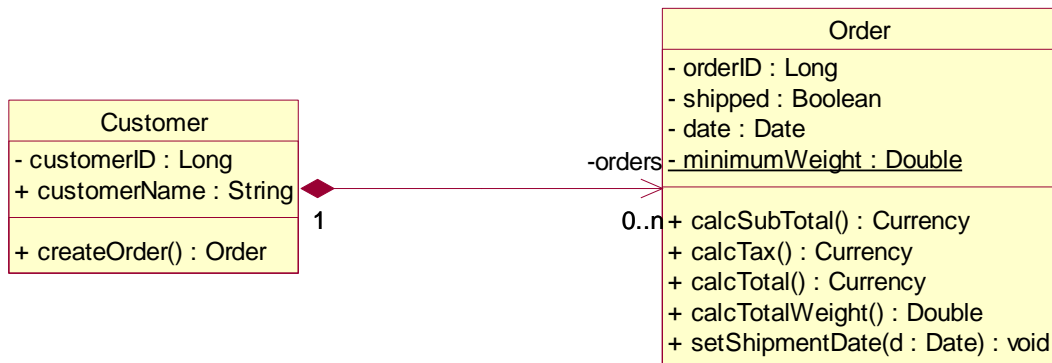 Order
- orderID : Long
- shipped : Boolean
- date : Date
- minimumWeight : Double
+ calcSubTotal() : Currency
+ calcTax() : Currency
+ calcTotal() : Currency
+ calcTotalWeight() : Double
+ setShipmentDate(d : Date) : void
Customer
- customerID : Long
+ customerName : String
+ createOrder() : Order
1
-orders
0..n